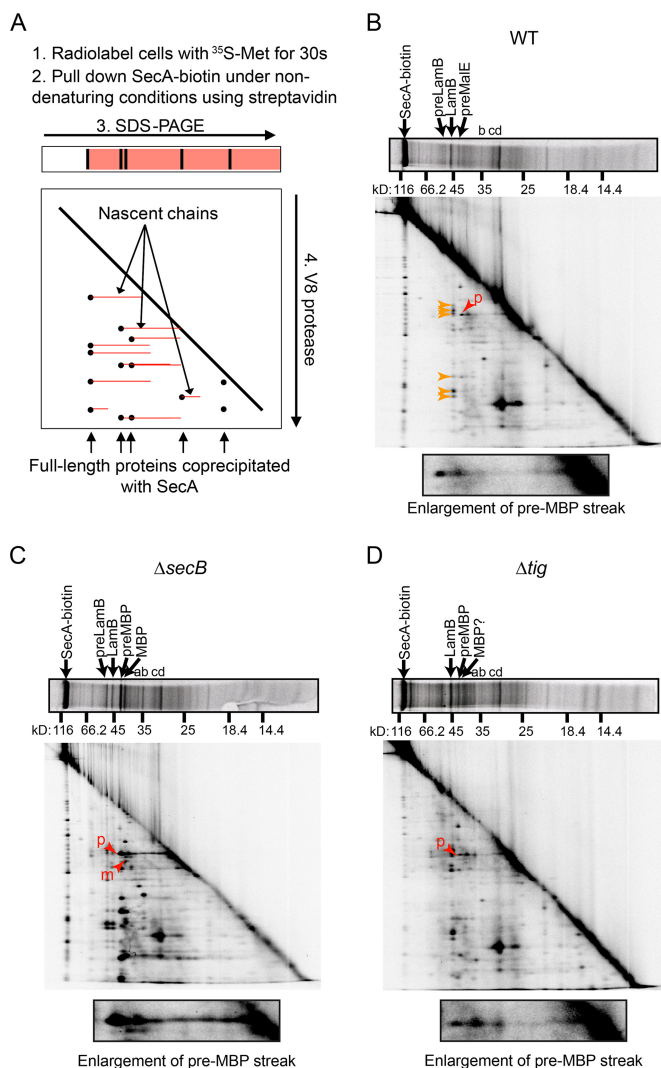 A
1. Radiolabel cells with ³⁵S-Met for 30s
2. Pull down SecA-biotin under non-
denaturing conditions using streptavidin
3. SDS-PAGE
Nascent chains
4. V8 protease
Full-length proteins coprecipitated
with SecA
B
WT
SecA-biotin
preLamB
LamB
preMalE
b cd
kD: 116 66.2 45 35 25 18.4 14.4
p
Enlargement of pre-MBP streak
C
ΔsecB
SecA-biotin
preLamB
LamB
preMBP
MBP
ab cd
kD: 116 66.2 45 35 25 18.4 14.4
p
m
Enlargement of pre-MBP streak
D
Δtig
SecA-biotin
LamB
preMBP
MBP?
ab cd
kD: 116 66.2 45 35 25 18.4 14.4
p
Enlargement of pre-MBP streak